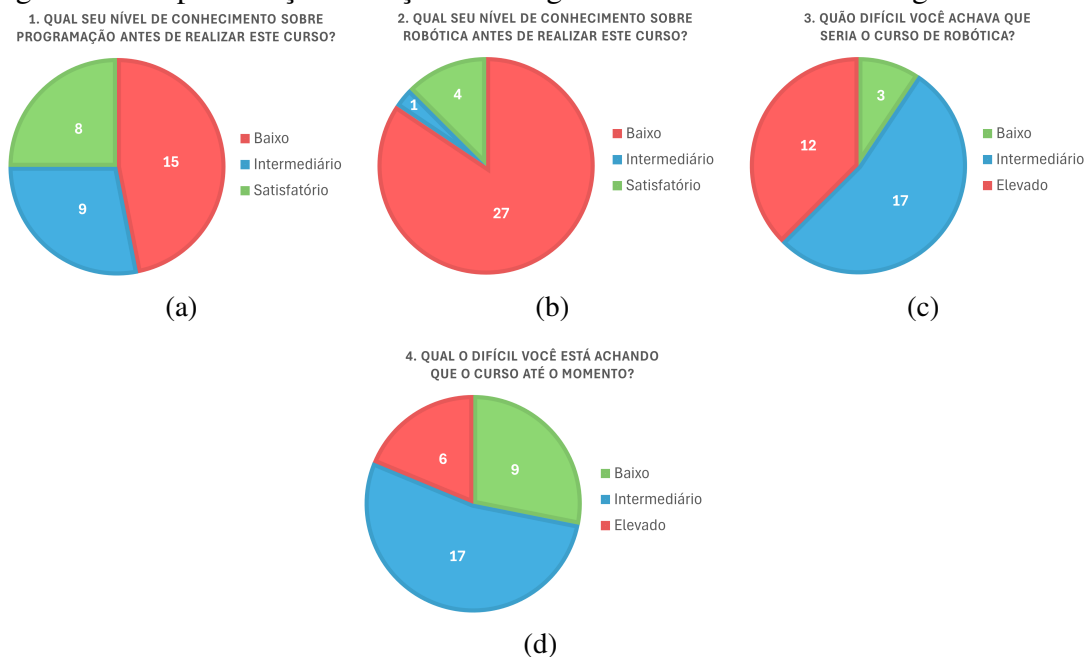 1. QUAL SEU NÍVEL DE CONHECIMENTO SOBRE
PROGRAMAÇÃO ANTES DE REALIZAR ESTE CURSO?
8
15
9
Baixo
Intermediário
Satisfatório
(a)
2. QUAL SEU NÍVEL DE CONHECIMENTO SOBRE
ROBÓTICA ANTES DE REALIZAR ESTE CURSO?
4
1
27
Baixo
Intermediário
Satisfatório
(b)
3. QUÃO DIFÍCIL VOCÊ ACHAVA QUE
SERIA O CURSO DE ROBÓTICA?
3
12
17
Baixo
Intermediário
Elevado
(c)
4. QUAL O DIFÍCIL VOCÊ ESTÁ ACHANDO
QUE O CURSO ATÉ O MOMENTO?
6
9
17
Baixo
Intermediário
Elevado
(d)